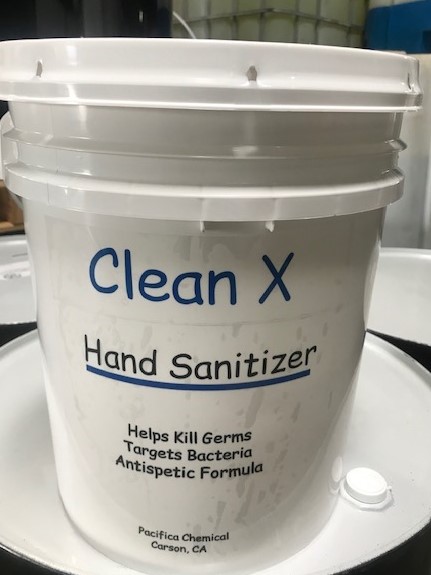 Clean X
Hand Sanitizer
Helps Kill Germs
Targets Bacteria
Antispetic Formula
Pacifica Chemical
Carson, CA